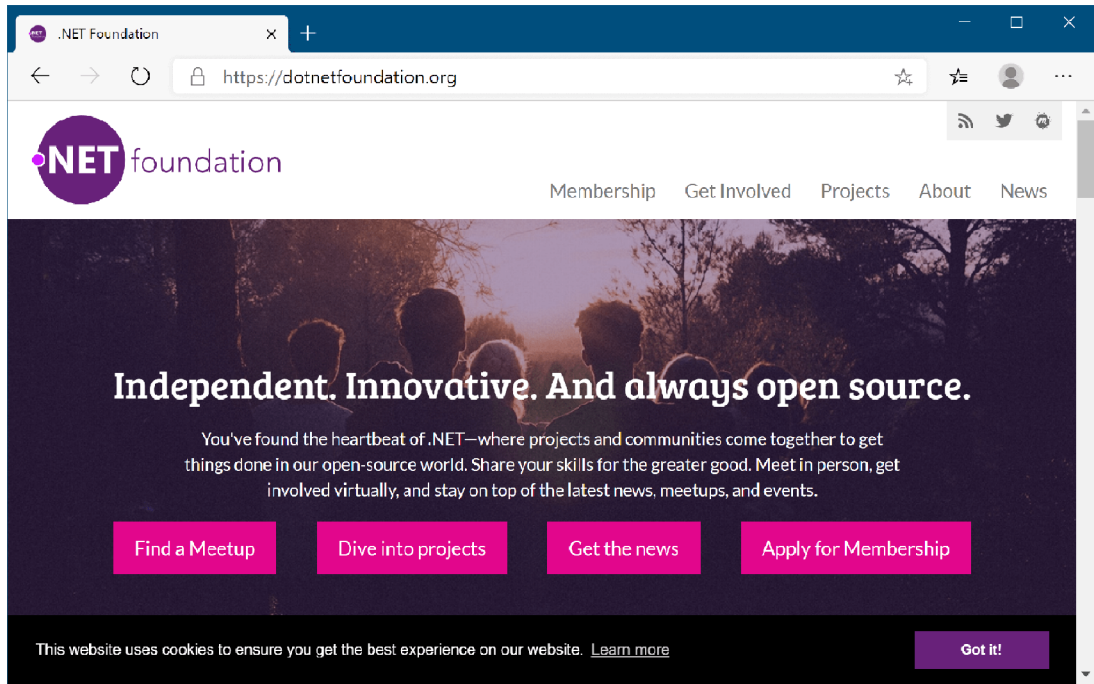 .NET Foundation
https://dotnetfoundation.org
.NET foundation
Membership Get Involved Projects About News
Independent. Innovative. And always open source.
You've found the heartbeat of .NET—where projects and communities come together to get
things done in our open-source world. Share your skills for the greater good. Meet in person, get
involved virtually, and stay on top of the latest news, meetups, and events.
Find a Meetup Dive into projects Get the news Apply for Membership
This website uses cookies to ensure you get the best experience on our website. Learn more Got it!